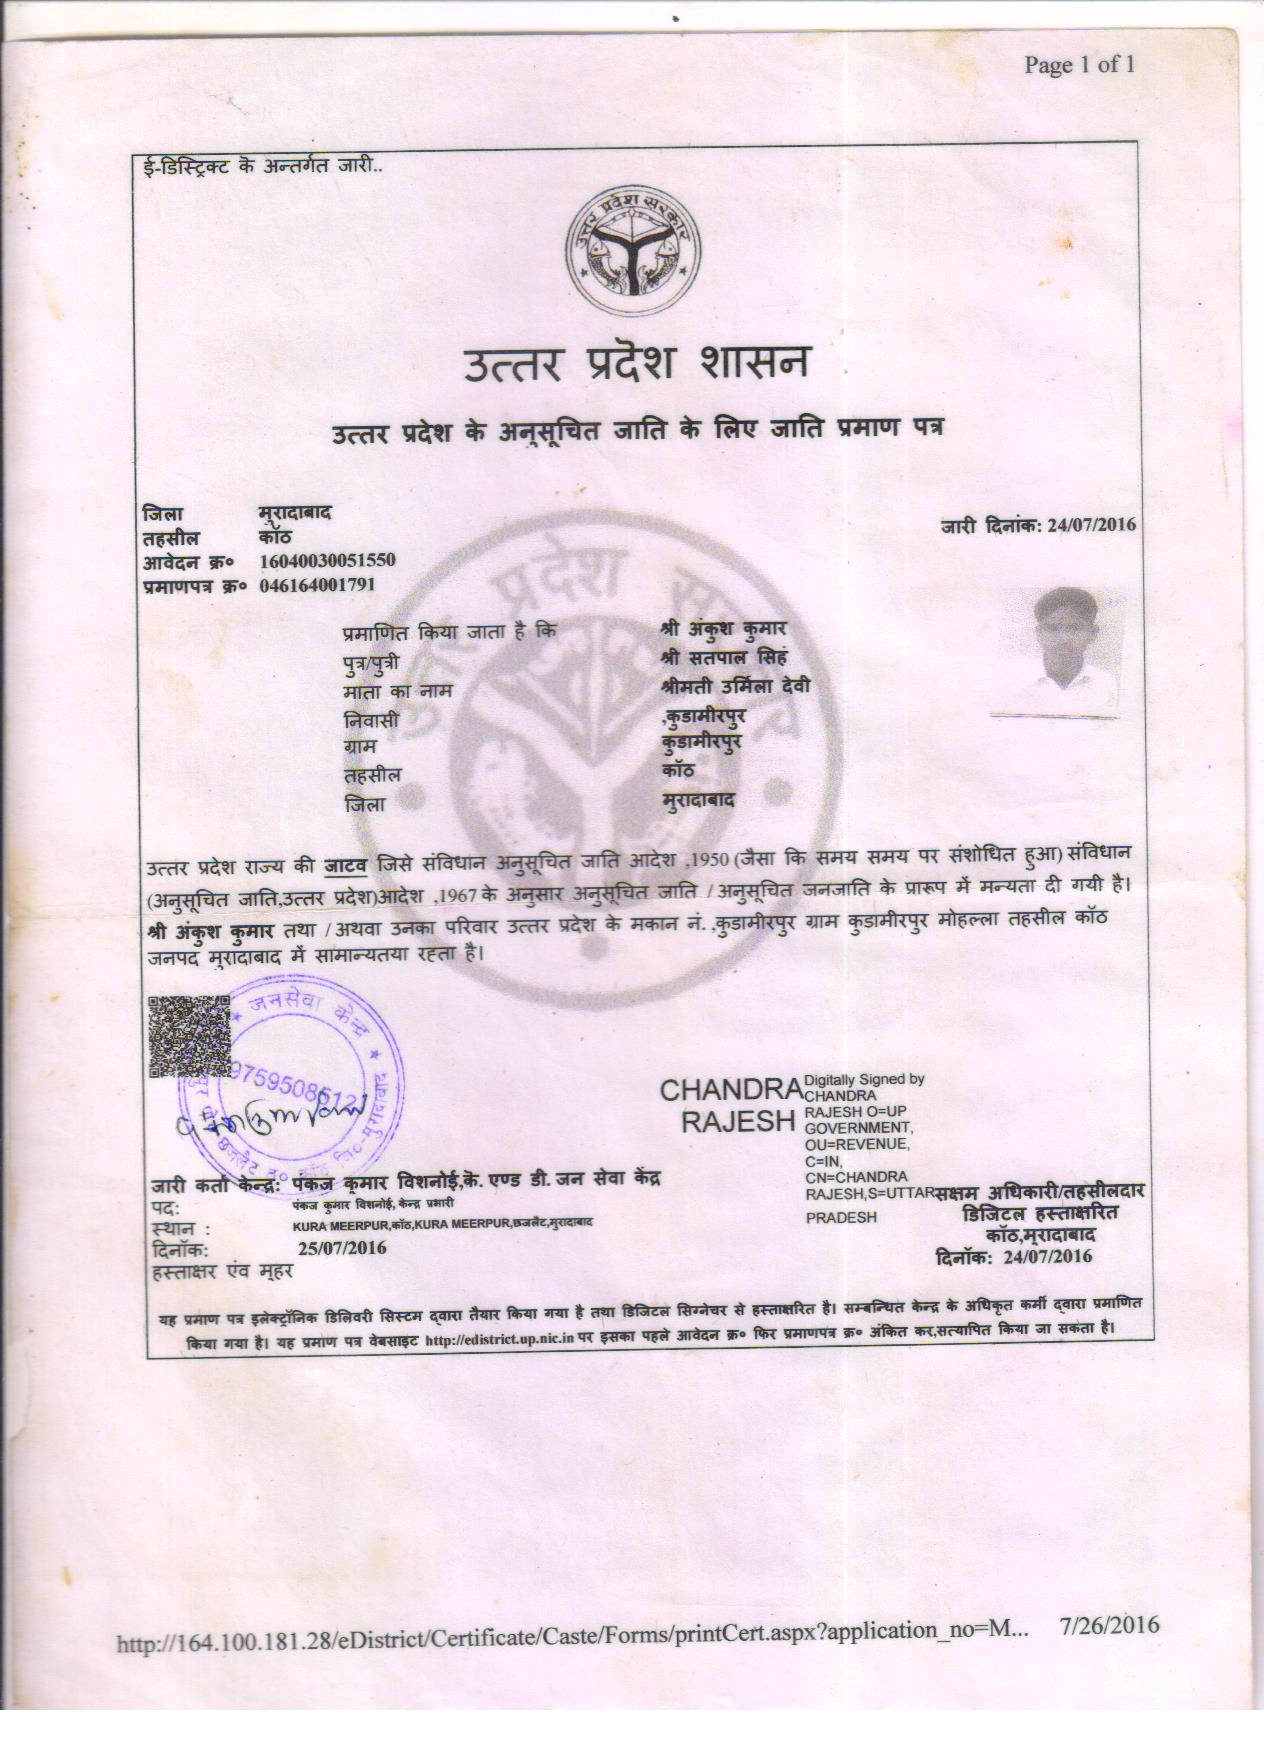 Page 1 of 1
ई-डिस्ट्रिक्ट के अन्तर्गत जारी..
उत्तर प्रदेश सरकार
उत्तर प्रदेश शासन
उत्तर प्रदेश के अनुसूचित जाति के लिए जाति प्रमाण पत्र
जिला मुरादाबाद
तहसील कॉठ
जारी दिनांक: 24/07/2016
आवेदन क्र० 16040030051550
प्रमाणपत्र क्र० 046164001791
प्रमाणित किया जाता है कि श्री अंकुश कुमार
पुत्र/पुत्री श्री सतपाल सिहं
माता का नाम श्रीमती उर्मिला देवी
निवासी ,कुडामीरपुर
ग्राम कुडामीरपुर
तहसील कॉठ
जिला मुरादाबाद
उत्तर प्रदेश राज्य की जाटव जिसे संविधान अनुसूचित जाति आदेश ,1950 (जैसा कि समय समय पर संशोधित हुआ) संविधान
(अनुसूचित जाति,उत्तर प्रदेश)आदेश ,1967 के अनुसार अनुसूचित जाति / अनुसूचित जनजाति के प्रारूप में मन्यता दी गयी है।
श्री अंकुश कुमार तथा / अथवा उनका परिवार उत्तर प्रदेश के मकान नं. ,कुडामीरपुर ग्राम कुडामीरपुर मोहल्ला तहसील कॉठ
जनपद मुरादाबाद में सामान्यतया रह्ता है।
जनसेवा केन्द्र
CHANDRA RAJESH
Digitally Signed by
CHANDRA
RAJESH O=UP
GOVERNMENT,
OU=REVENUE,
C=IN,
CN=CHANDRA
RAJESH,S=UTTAR
PRADESH
जारी कर्ता केन्द्र: पंकज कुमार विशनोई,के. एण्ड डी. जन सेवा केंद्र
पद: पंकज कुमार विशनोई, केन्द्र प्रभारी
स्थान : KURA MEERPUR,कॉठ,KURA MEERPUR,छजलैट,मुरादाबाद
दिनॉक: 25/07/2016
हस्ताक्षर एंव मूहर
सक्षम अधिकारी/तहसीलदार
डिजिटल हस्ताक्षरित
कॉठ,मुरादाबाद
दिनॉक: 24/07/2016
यह प्रमाण पत्र इलेक्ट्रॉनिक डिलिवरी सिस्टम द्वारा तैयार किया गया है तथा डिजिटल सिग्नेचर से हस्ताक्षरित है। सम्बन्धित केन्द्र के अधिकृत कर्मी द्वारा प्रमाणित
किया गया है। यह प्रमाण पत्र वेबसाइट http://edistrict.up.nic.in पर इसका पहले आवेदन क्र० फिर प्रमाणपत्र क्र० अंकित कर,सत्यापित किया जा सकता है।
http://164.100.181.28/eDistrict/Certificate/Caste/Forms/printCert.aspx?application_no=M... 7/26/2016